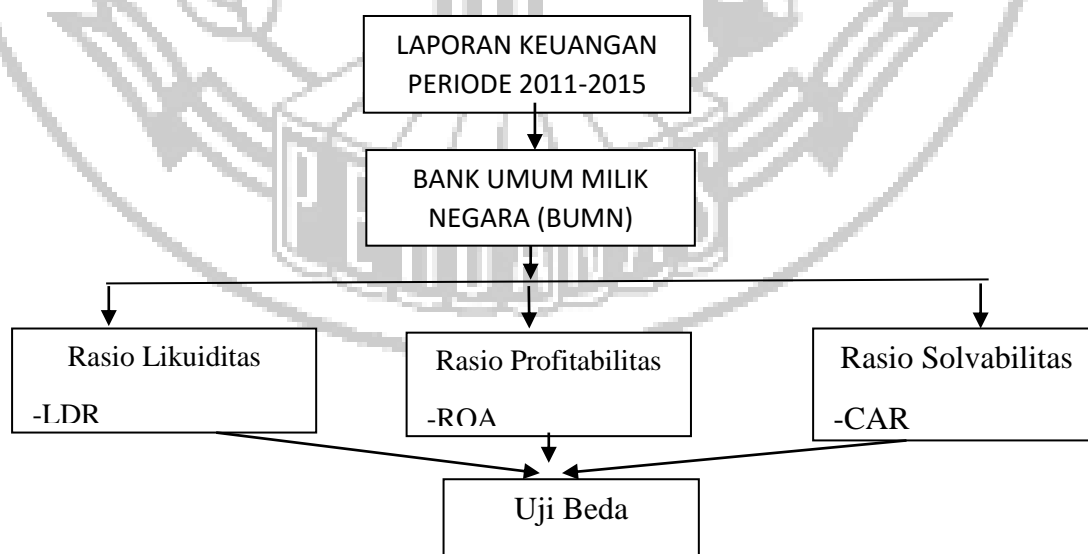 LAPORAN KEUANGAN
PERIODE 2011-2015
BANK UMUM MILIK
NEGARA (BUMN)
Rasio Likuiditas
-LDR
Rasio Profitabilitas
-ROA
Rasio Solvabilitas
-CAR
Uji Beda